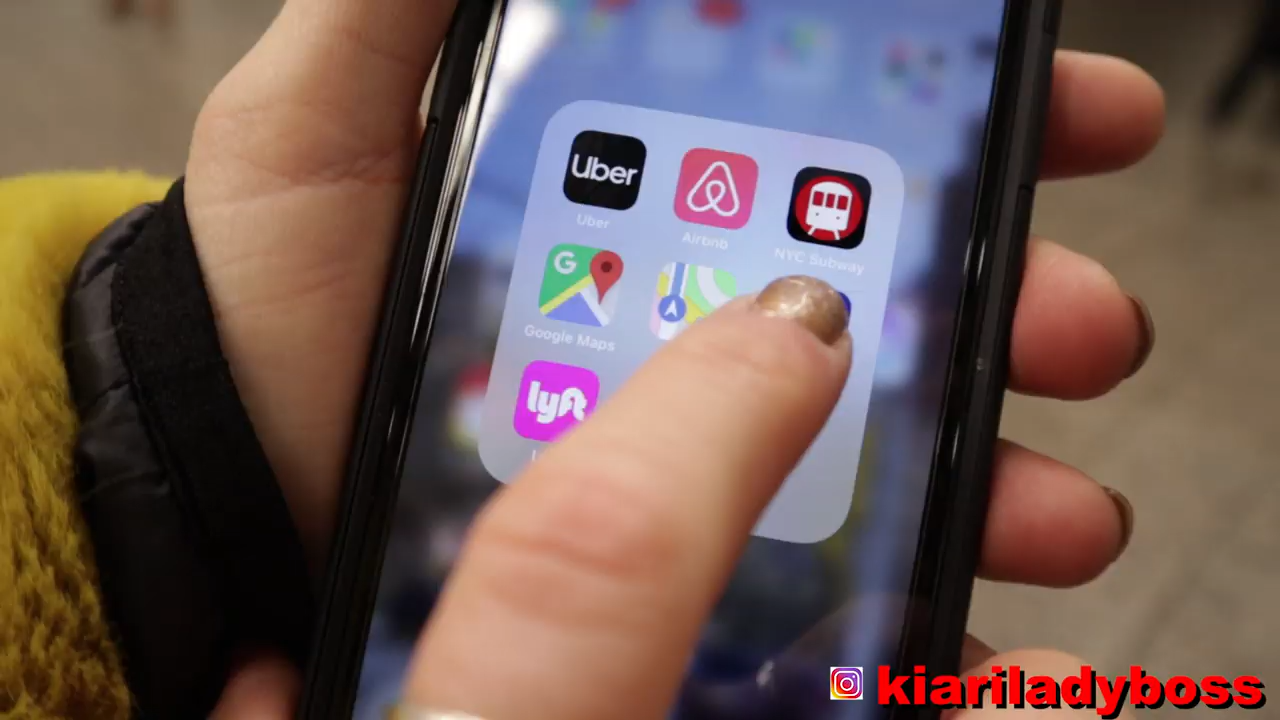 Uber
Uber
Airbnb
NYC Subway
G
Google Maps
lyft
kiariladyboss